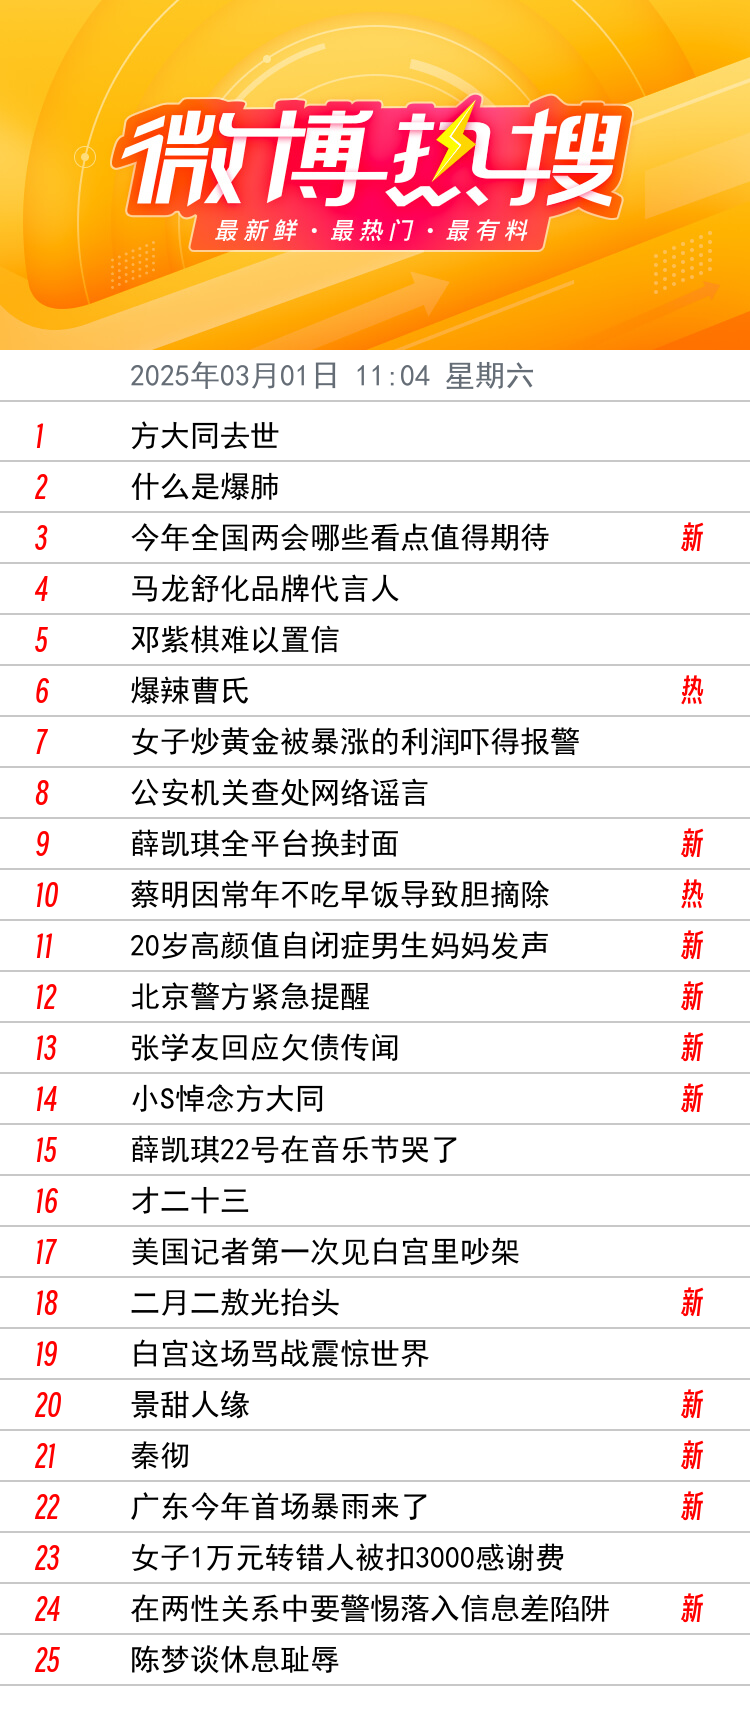 微博热搜
最新鲜·最热门·最有料
2025年03月01日 11:04 星期六
1 方大同去世
2 什么是爆肺
3 今年全国两会哪些看点值得期待 新
4 马龙舒化品牌代言人
5 邓紫棋难以置信
6 爆辣曹氏 热
7 女子炒黄金被暴涨的利润吓得报警
8 公安机关查处网络谣言
9 薛凯琪全平台换封面 新
10 蔡明因常年不吃早饭导致胆摘除 热
11 20岁高颜值自闭症男生妈妈发声 新
12 北京警方紧急提醒 新
13 张学友回应欠债传闻 新
14 小S悼念方大同 新
15 薛凯琪22号在音乐节哭了
16 才二十三
17 美国记者第一次见白宫里吵架
18 二月二敖光抬头 新
19 白宫这场骂战震惊世界
20 景甜人缘 新
21 秦彻 新
22 广东今年首场暴雨来了 新
23 女子1万元转错人被扣3000感谢费
24 在两性关系中要警惕落入信息差陷阱 新
25 陈梦谈休息耻辱